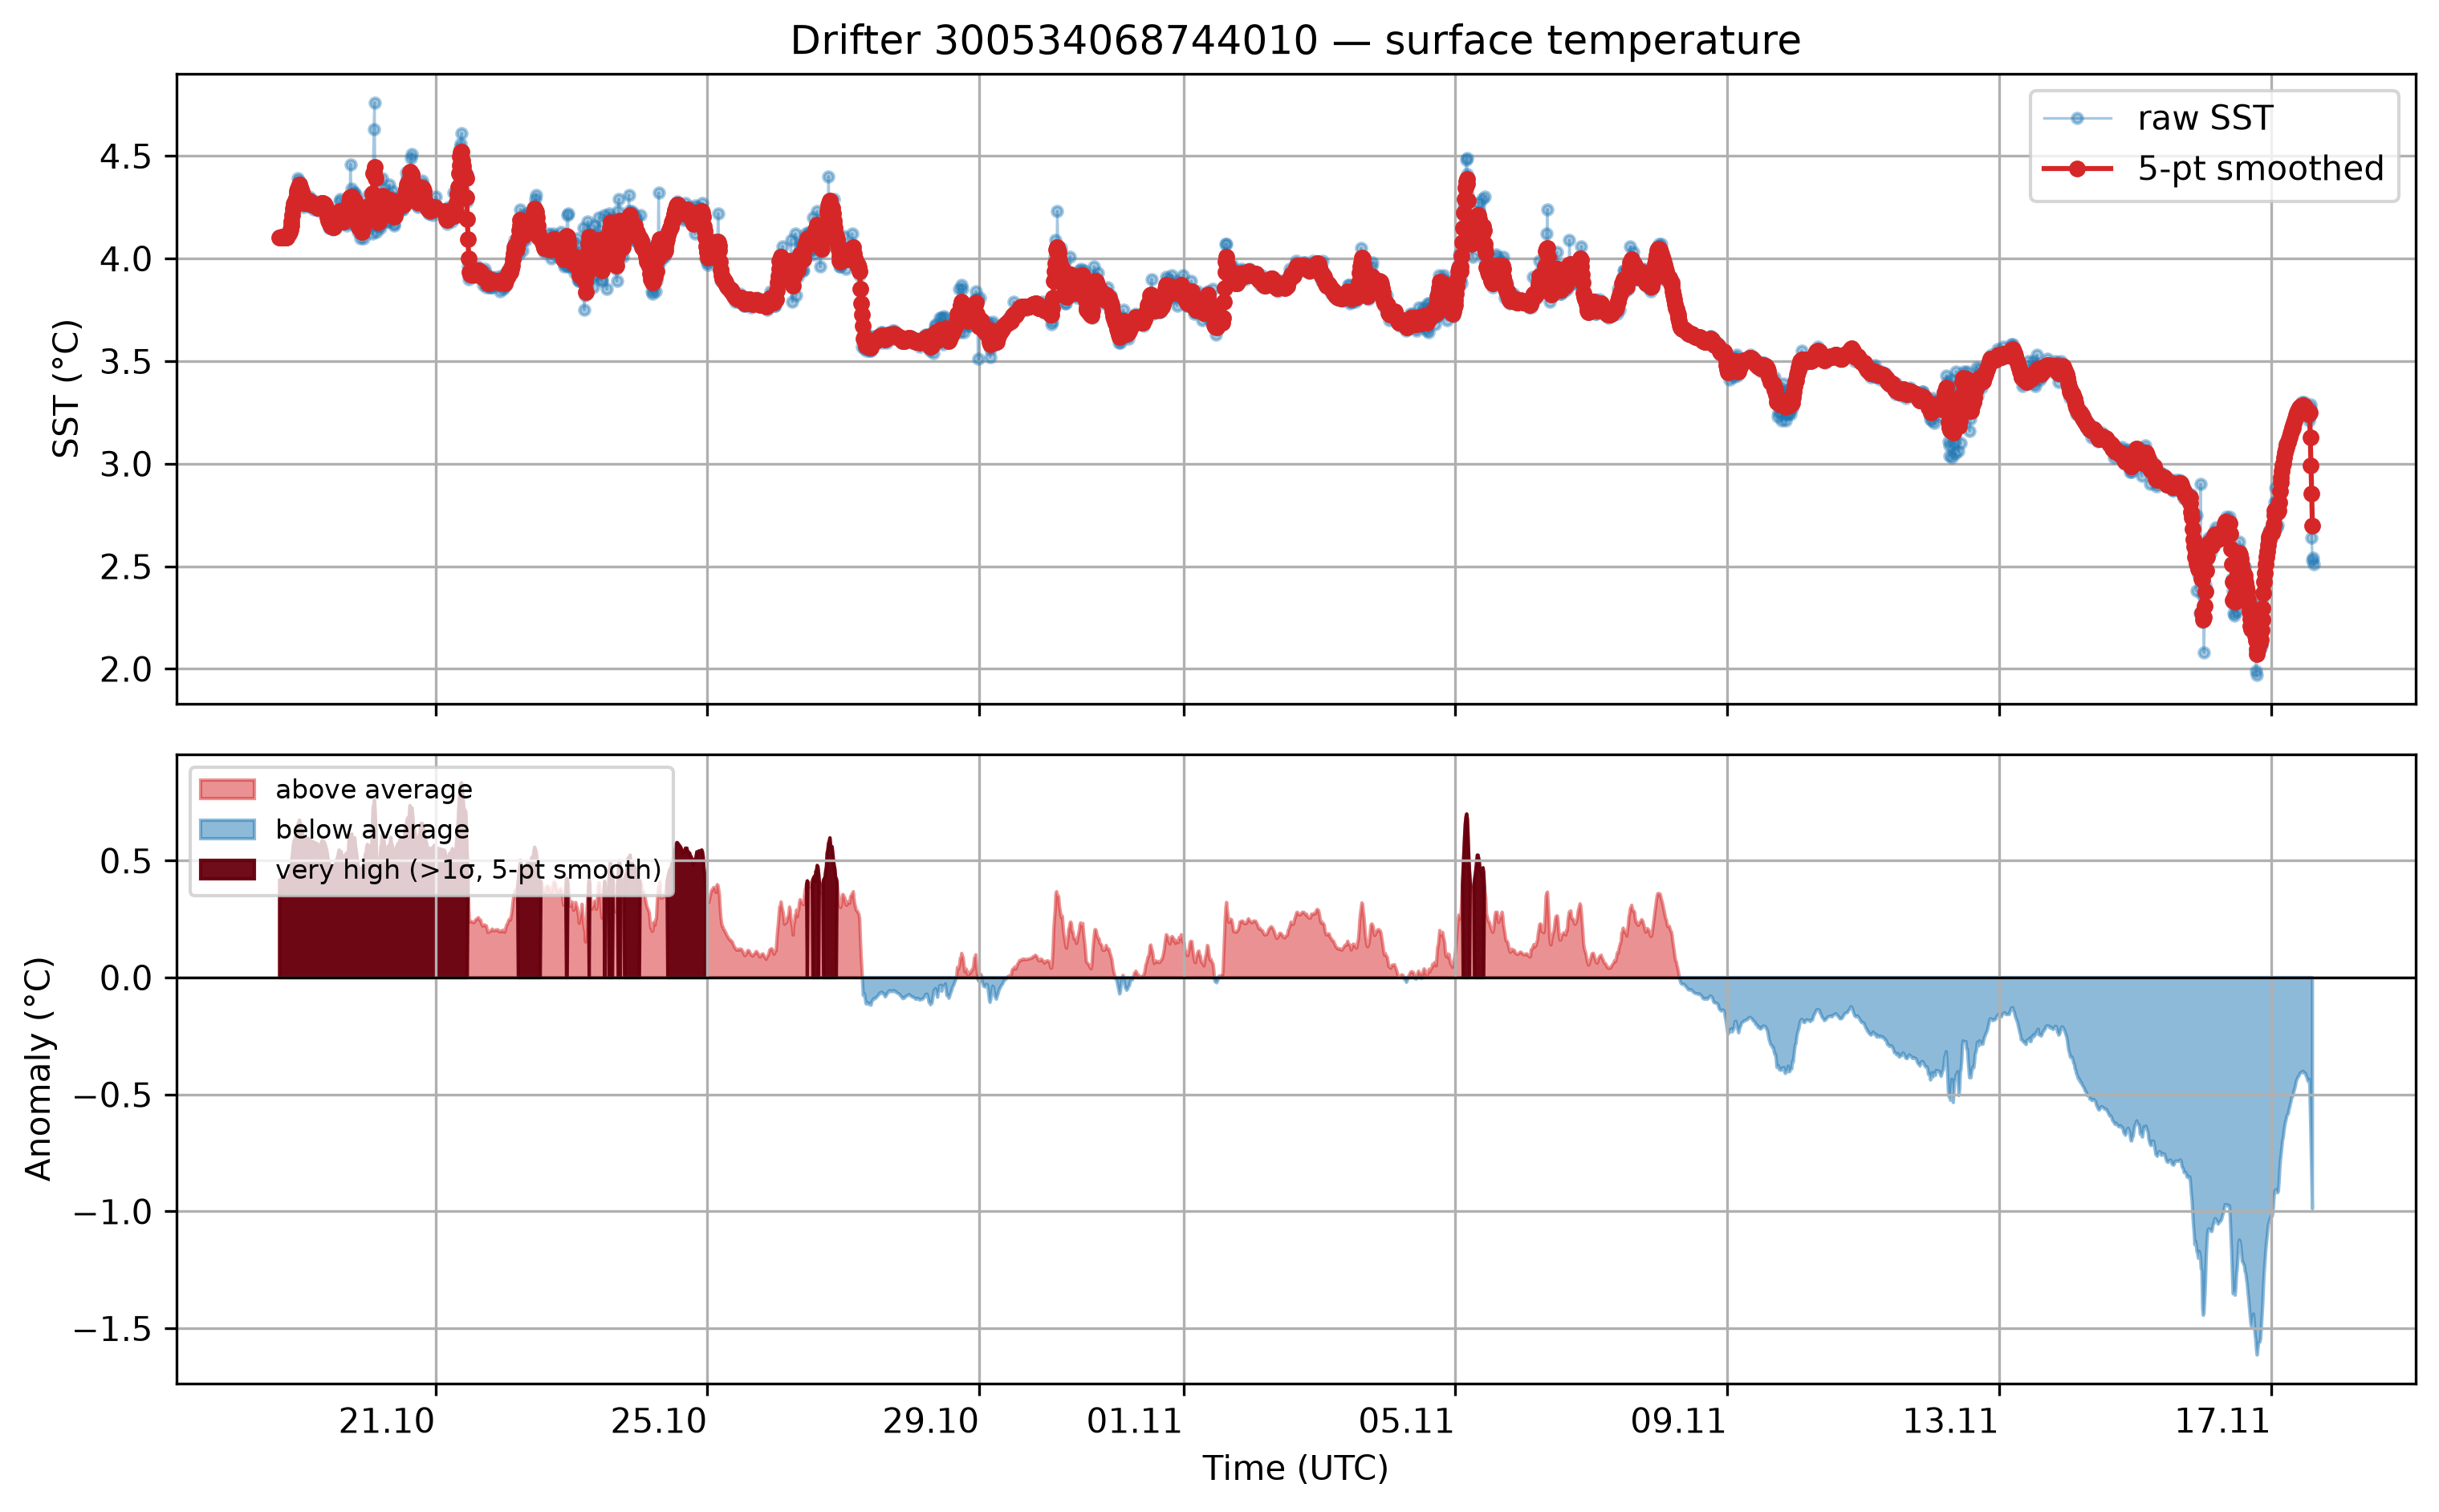 Drifter 300534068744010 — surface temperature
SST (°C)
4.5
4.0
3.5
3.0
2.5
2.0
raw SST
5-pt smoothed
Anomaly (°C)
0.5
0.0
−0.5
−1.0
−1.5
above average
below average
very high (>1σ, 5-pt smooth)
21.10
25.10
29.10
01.11
05.11
09.11
13.11
17.11
Time (UTC)